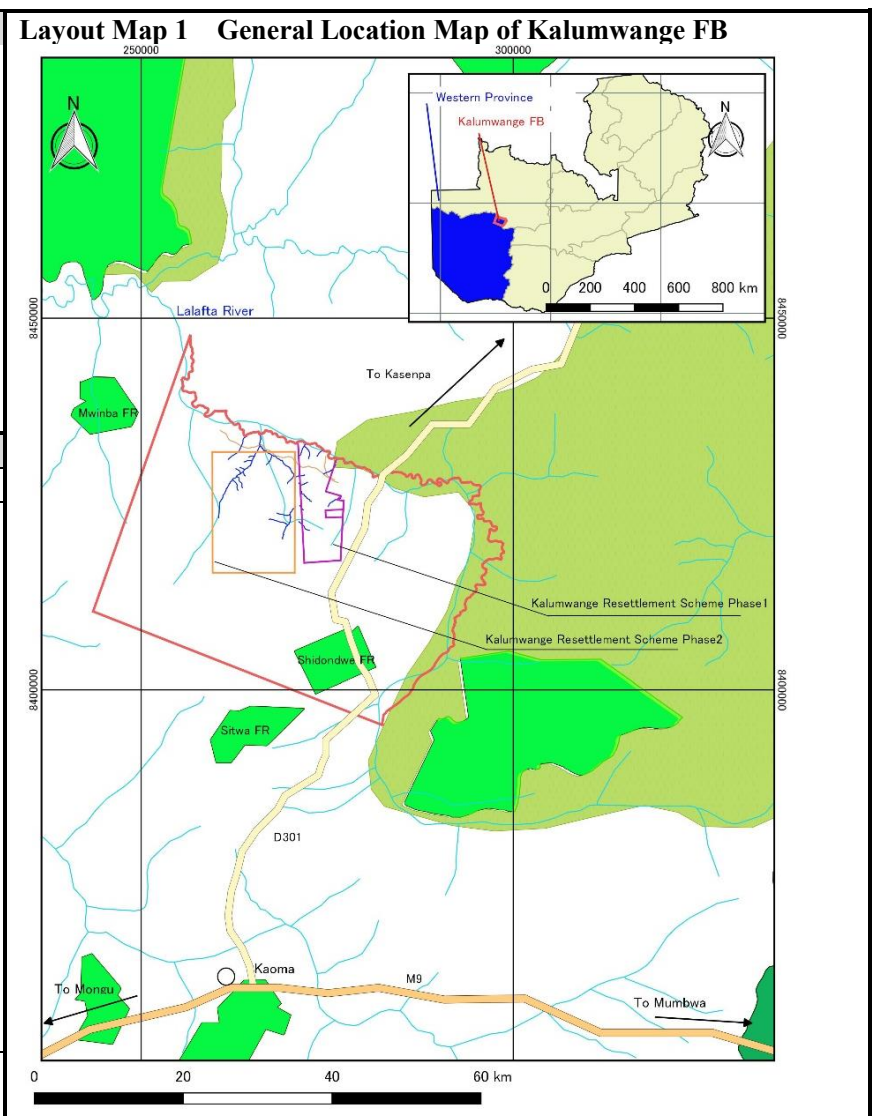 Layout Map 1 General Location Map of Kalumwange FB
250000
300000
N
Western Province
Kalumwange FB
N
0 200 400 600 800 km
8450000
8450000
Lalafta River
To Kasenpa
Mwinba FR
Kalumwange Resettlement Scheme Phase1
Kalumwange Resettlement Scheme Phase2
Shidondwe FR
8400000
8400000
Sitwa FR
D301
Kaoma
M9
To Mongu
To Mumbwa
0 20 40 60 km